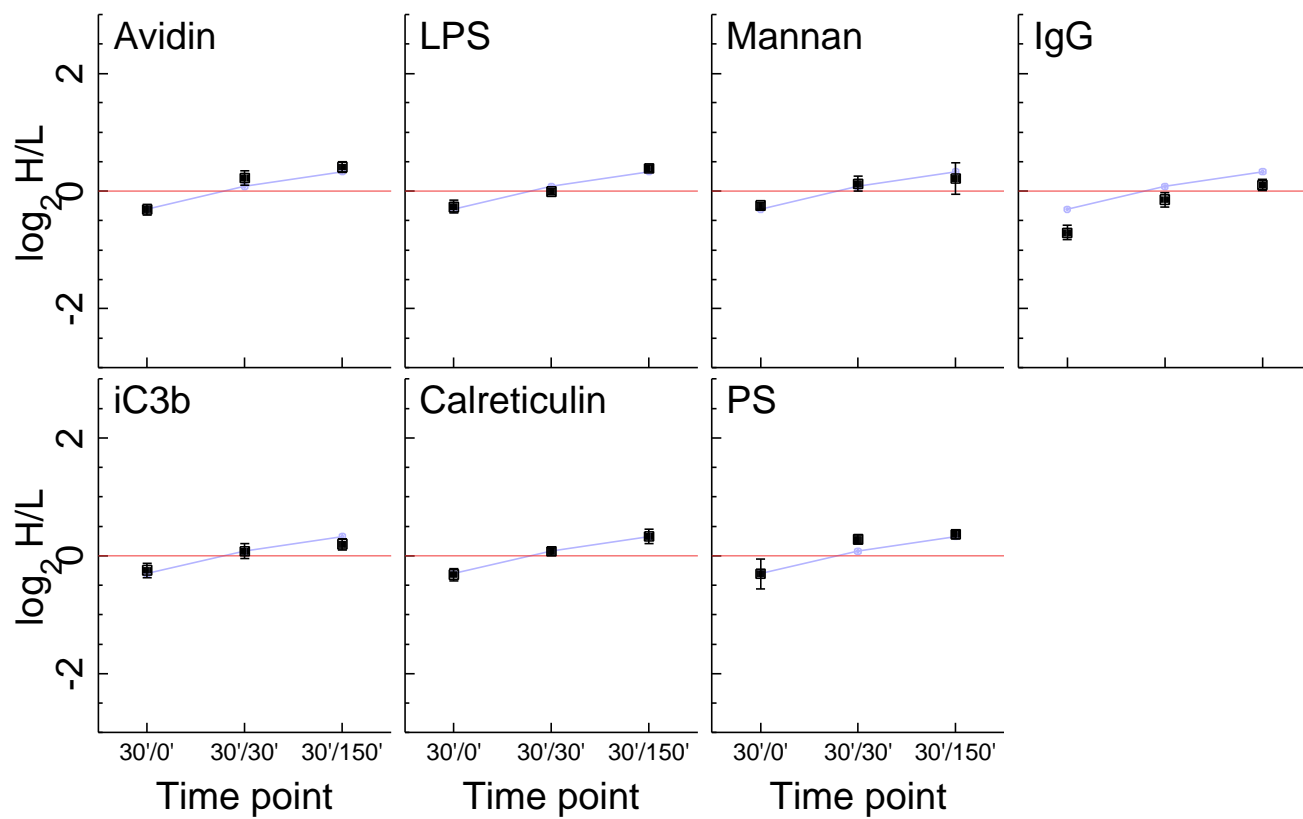 Avidin LPS Mannan IgG
log2 H/L
2
0
-2
iC3b Calreticulin PS
log2 H/L
2
0
-2
30'/0' 30'/30' 30'/150' 30'/0' 30'/30' 30'/150' 30'/0' 30'/30' 30'/150'
Time point Time point Time point